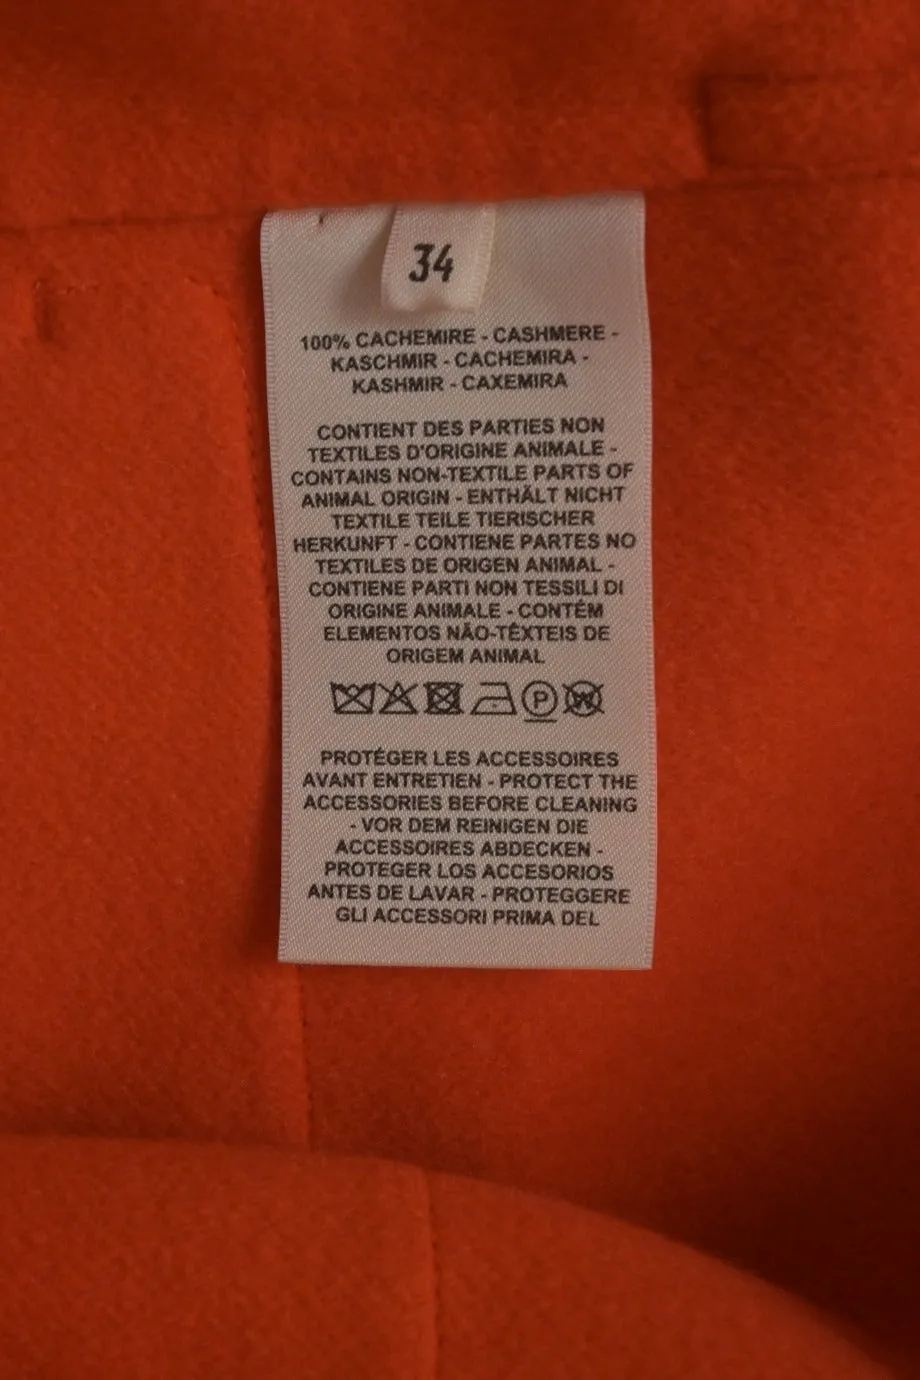 34
100% CACHEMIRE - CASHMERE -
KASCHMIR - CACHEMIRA -
KASHMIR - CAXEMIRA
CONTIENT DES PARTIES NON
TEXTILES D'ORIGINE ANIMALE -
CONTAINS NON-TEXTILE PARTS OF
ANIMAL ORIGIN - ENTHÄLT NICHT
TEXTILE TEILE TIERISCHER
HERKUNFT - CONTIENE PARTES NO
TEXTILES DE ORIGEN ANIMAL -
CONTIENE PARTI NON TESSILI DI
ORIGINE ANIMALE - CONTÉM
ELEMENTOS NÃO-TÊXTEIS DE
ORIGEM ANIMAL
P W
PROTÉGER LES ACCESSOIRES
AVANT ENTRETIEN - PROTECT THE
ACCESSORIES BEFORE CLEANING
- VOR DEM REINIGEN DIE
ACCESSOIRES ABDECKEN -
PROTEGER LOS ACCESORIOS
ANTES DE LAVAR - PROTEGGERE
GLI ACCESSORI PRIMA DEL